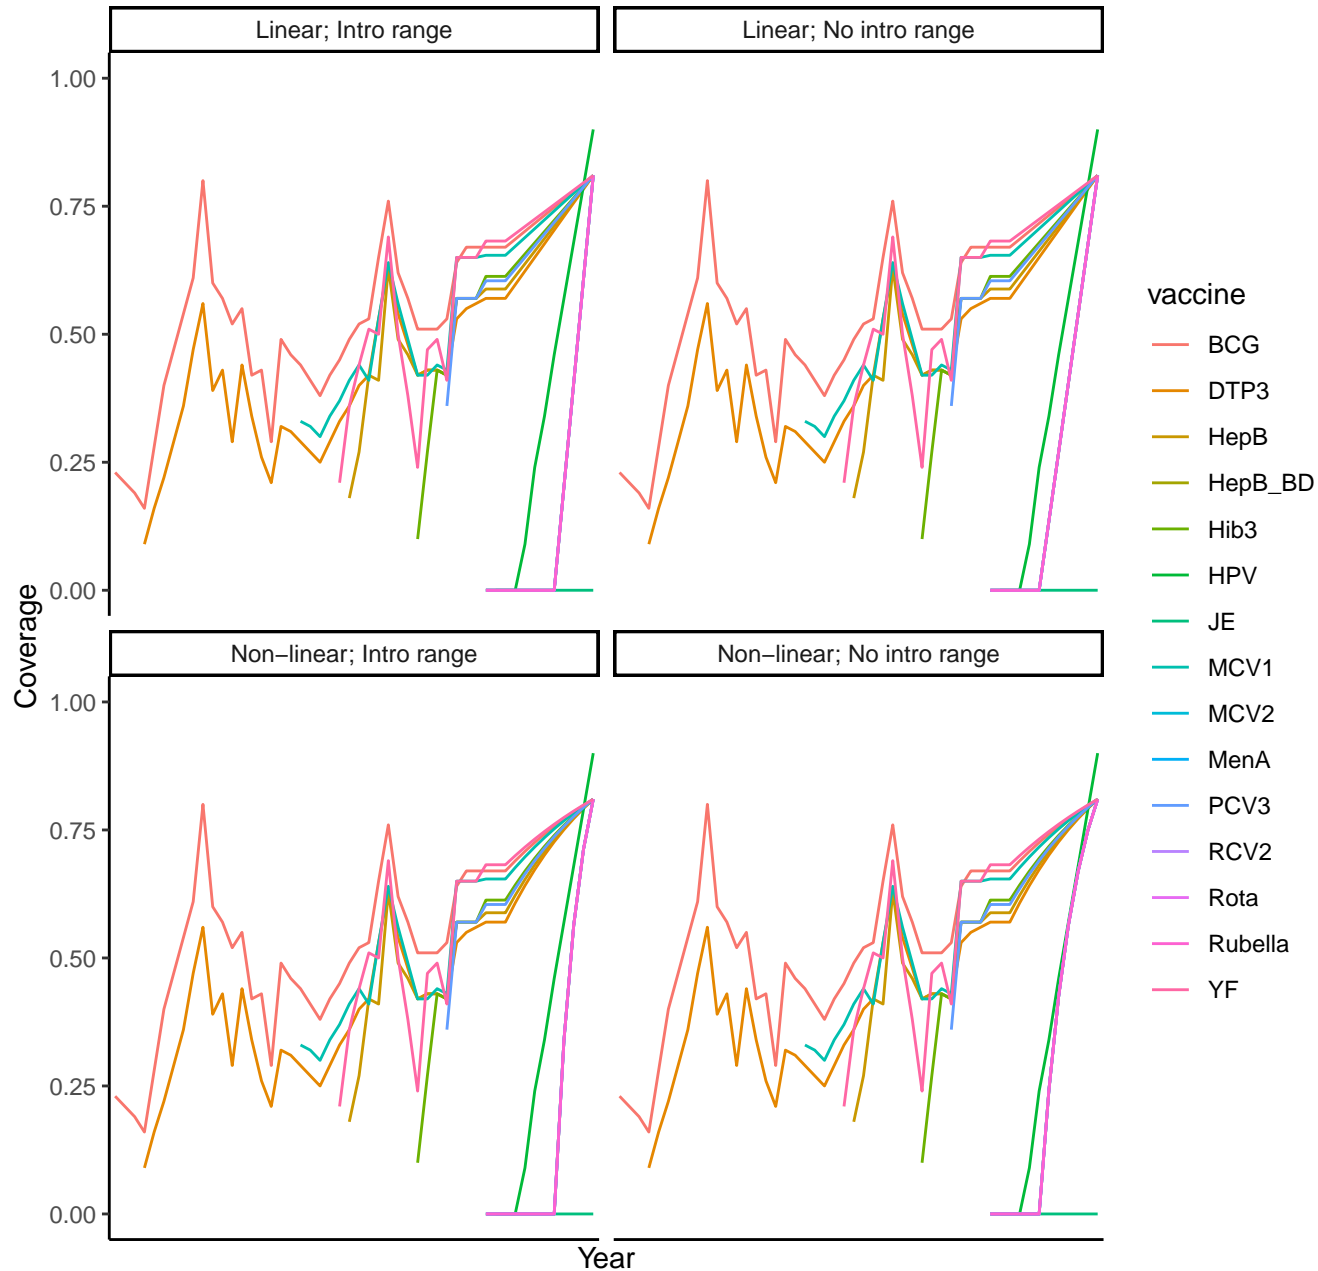 Linear; Intro range
Linear; No intro range
1.00
0.75
0.50
0.25
0.00
Non−linear; Intro range
Non−linear; No intro range
1.00
0.75
0.50
0.25
0.00
Coverage
Year
vaccine
BCG
DTP3
HepB
HepB_BD
Hib3
HPV
JE
MCV1
MCV2
MenA
PCV3
RCV2
Rota
Rubella
YF